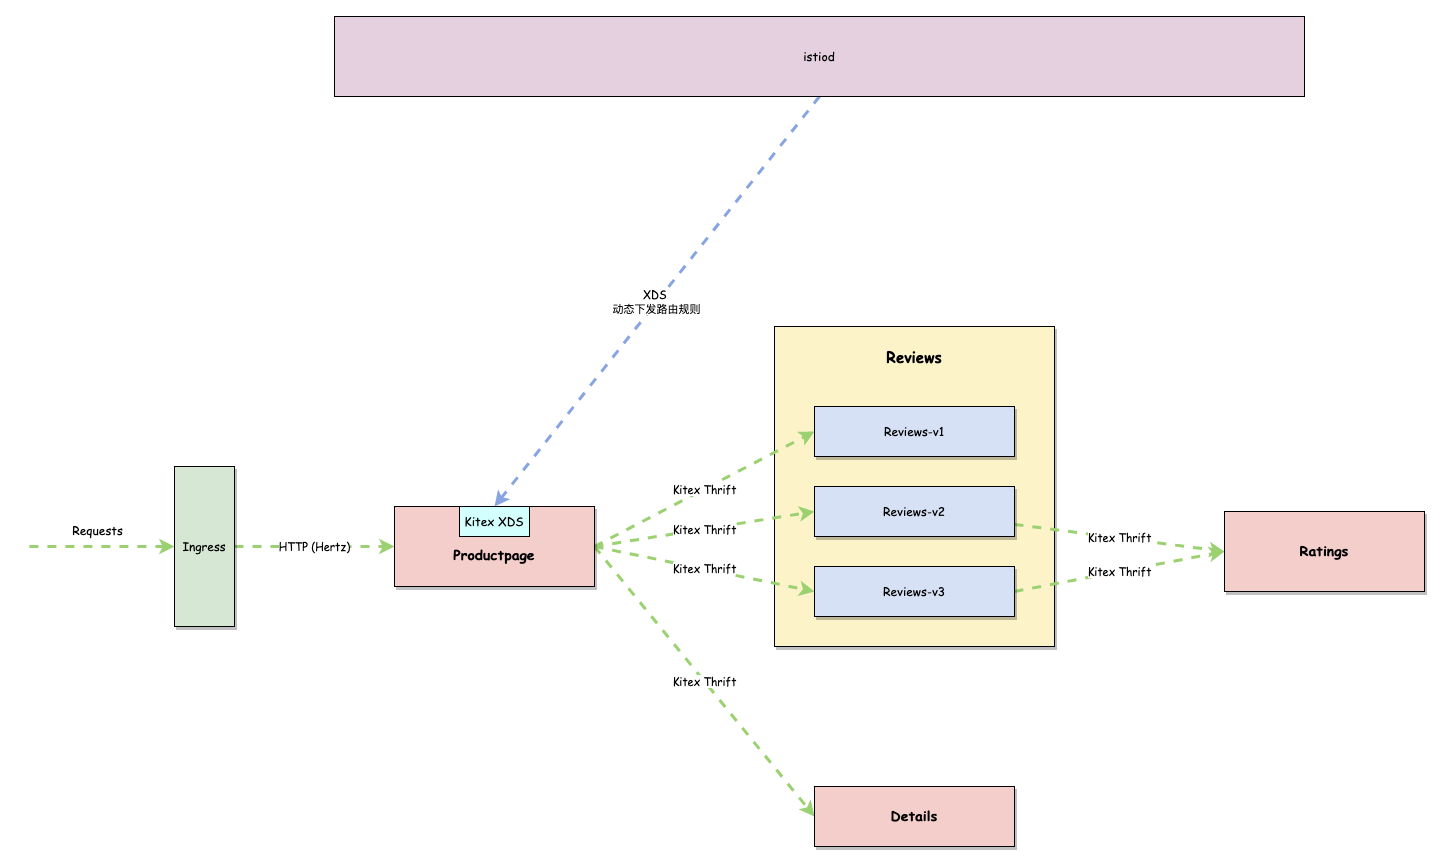 istiod
XDS
动态下发路由规则
Reviews
Reviews-v1
Kitex Thrift
Reviews-v2
Kitex XDS
Requests
Kitex Thrift
Kitex Thrift
Ingress
HTTP (Hertz)
Productpage
Ratings
Kitex Thrift
Kitex Thrift
Reviews-v3
Kitex Thrift
Details